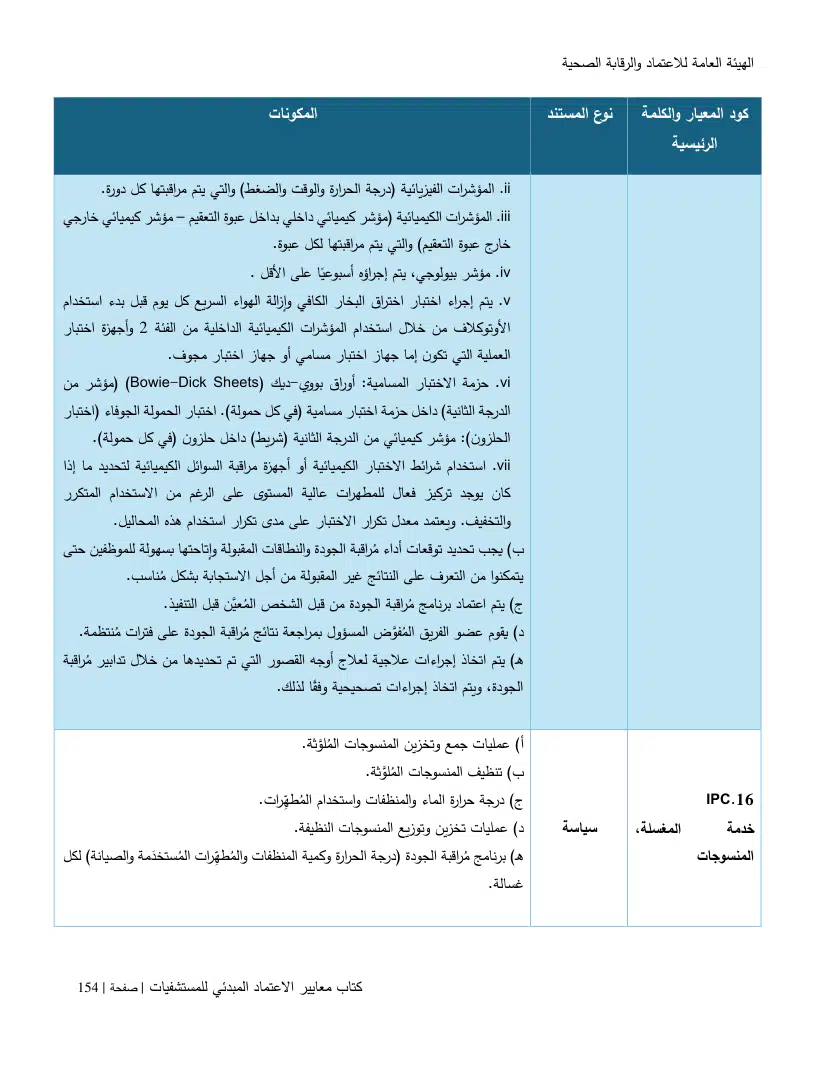 الهيئة العامة للاعتماد والرقابة الصحية
كود المعيار والكلمة الرئيسية
نوع المستند
المكونات
ii. المؤشرات الفيزيائية (درجة الحرارة والوقت والضغط) والتي يتم مراقبتها كل دورة.
iii. المؤشرات الكيميائية (مؤشر كيميائي داخلي بداخل عبوة التعقيم – مؤشر كيميائي خارجي
خارج عبوة التعقيم) والتي يتم مراقبتها لكل عبوة.
iv. مؤشر بيولوجي، يتم إجراؤه أسبوعيًا على الأقل .
v. يتم إجراء اختبار اختراق البخار الكافي وإزالة الهواء السريع كل يوم قبل بدء استخدام
الأوتوكلاف من خلال استخدام المؤشرات الكيميائية الداخلية من الفئة 2 وأجهزة اختبار
العملية التي تكون إما جهاز اختبار مسامي أو جهاز اختبار مجوف.
vi. حزمة الاختبار المسامية: أوراق بووي-ديك (Bowie-Dick Sheets) (مؤشر من
الدرجة الثانية) داخل حزمة اختبار مسامية (في كل حمولة). اختبار الحمولة الجوفاء (اختبار
الحلزون): مؤشر كيميائي من الدرجة الثانية (شريط) داخل حلزون (في كل حمولة).
vii. استخدام شرائط الاختبار الكيميائية أو أجهزة مراقبة السوائل الكيميائية لتحديد ما إذا
كان يوجد تركيز فعال للمطهرات عالية المستوى على الرغم من الاستخدام المتكرر
والتخفيف. ويعتمد معدل تكرار الاختبار على مدى تكرار استخدام هذه المحاليل.
ب) يجب تحديد توقعات أداء مُراقبة الجودة والنطاقات المقبولة وإتاحتها بسهولة للموظفين حتى
يتمكنوا من التعرف على النتائج غير المقبولة من أجل الاستجابة بشكل مُناسب.
ج) يتم اعتماد برنامج مُراقبة الجودة من قبل الشخص المُعيَّن قبل التنفيذ.
د) يقوم عضو الفريق المُفوَّض المسؤول بمراجعة نتائج مُراقبة الجودة على فترات مُنتظمة.
ه) يتم اتخاذ إجراءات علاجية لعلاج أوجه القصور التي تم تحديدها من خلال تدابير مُراقبة
الجودة، ويتم اتخاذ إجراءات تصحيحية وفقًا لذلك.
IPC.16
خدمة المغسلة،
المنسوجات
سياسة
أ) عمليات جمع وتخزين المنسوجات المُلوَّثة.
ب) تنظيف المنسوجات المُلوَّثة.
ج) درجة حرارة الماء والمنظفات واستخدام المُطهِّرات.
د) عمليات تخزين وتوزيع المنسوجات النظيفة.
ه) برنامج مُراقبة الجودة (درجة الحرارة وكمية المنظفات والمُطهِّرات المُستخدَمة والصيانة) لكل
غسالة.
كتاب معايير الاعتماد المبدئي للمستشفيات | صفحة | 154